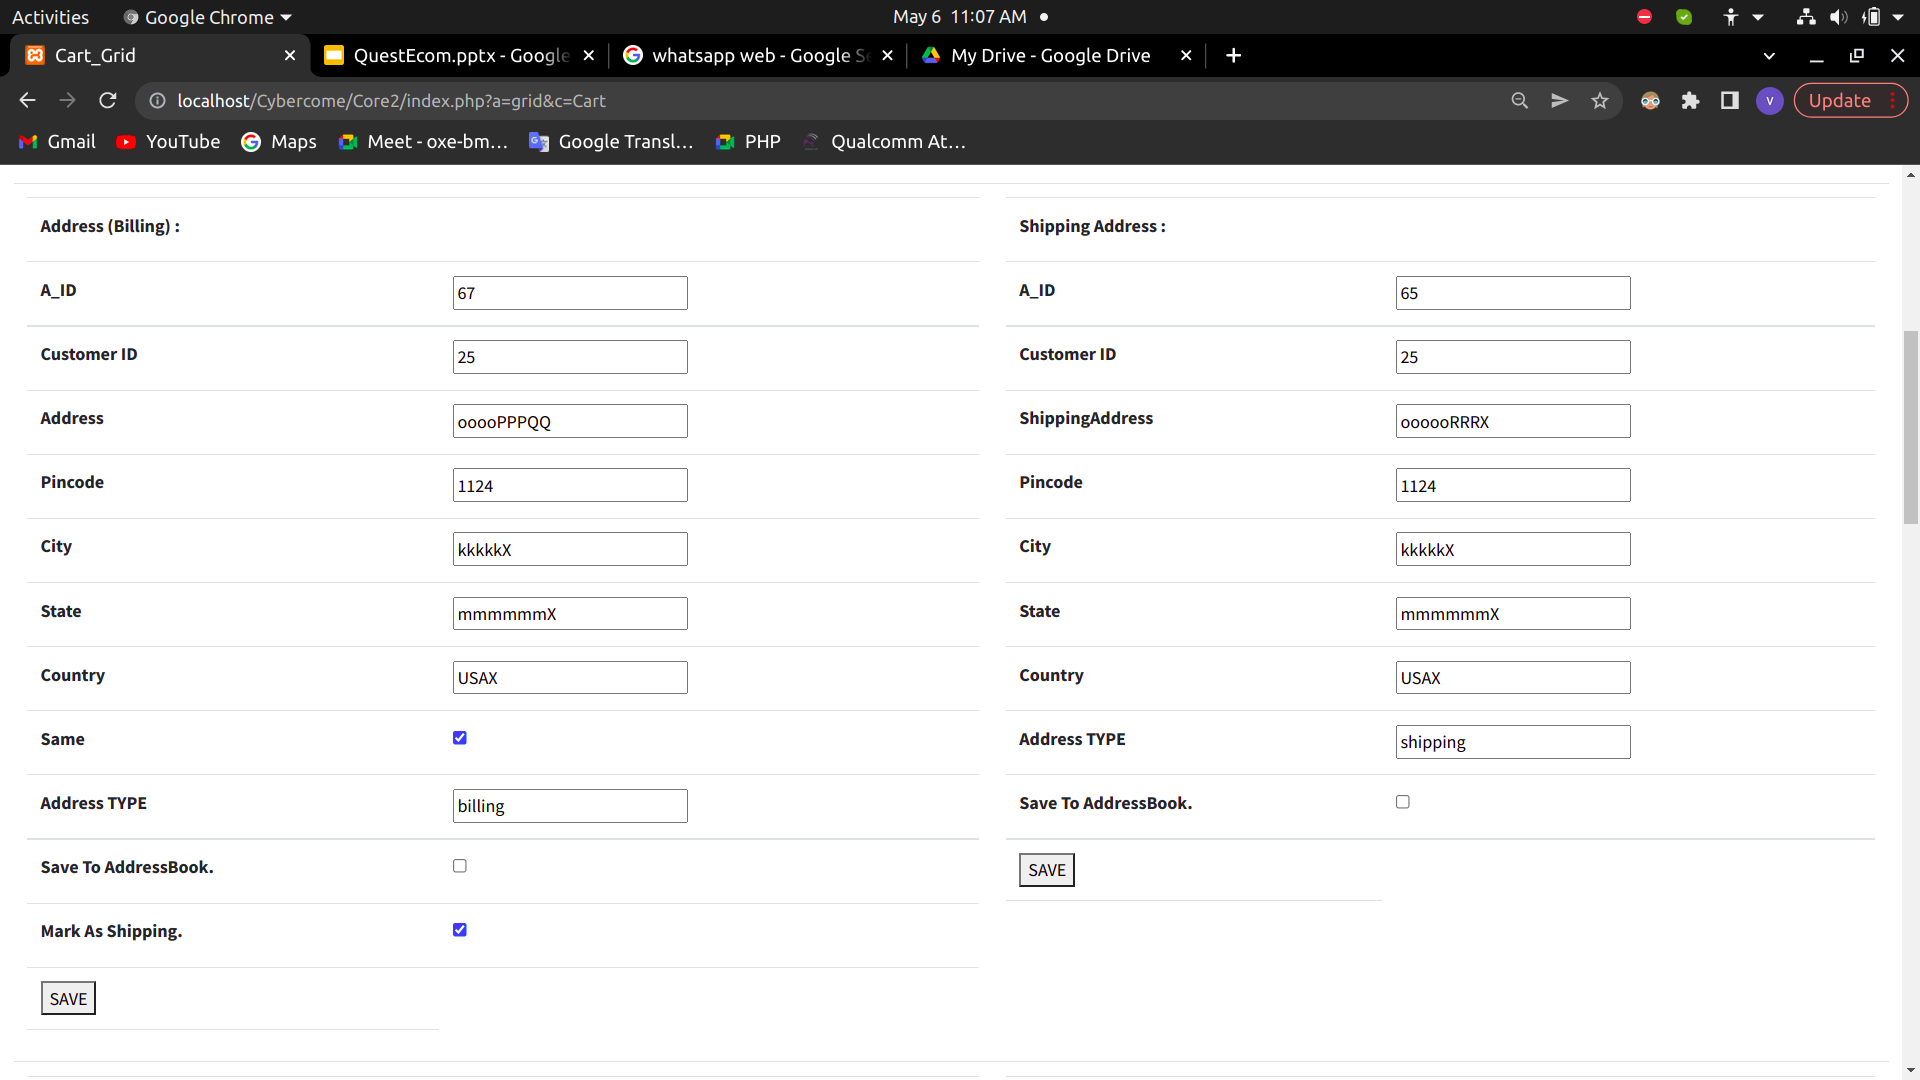 Activities
Google Chrome
May 6 11:07 AM
Cart_Grid
QuestEcom.pptx - Google
whatsapp web - Google Se
My Drive - Google Drive
localhost/Cybercome/Core2/index.php?a=grid&c=Cart
V
Update
Gmail
YouTube
Maps
Meet - oxe-bm...
Google Transl...
PHP
Qualcomm At...
Address (Billing) :
A_ID
67
Customer ID
25
Address
ooooPPPQQ
Pincode
1124
City
kkkkkX
State
mmmmmmX
Country
USAX
Same
Address TYPE
billing
Save To AddressBook.
Mark As Shipping.
SAVE
Shipping Address :
A_ID
65
Customer ID
25
ShippingAddress
oooooRRRX
Pincode
1124
City
kkkkkX
State
mmmmmmX
Country
USAX
Address TYPE
shipping
Save To AddressBook.
SAVE